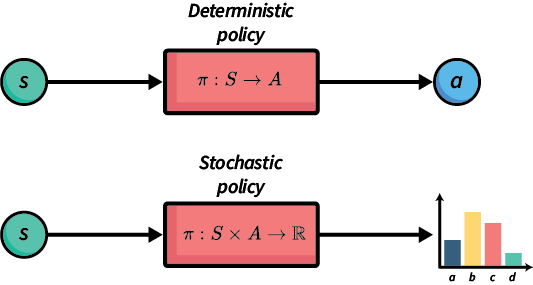 Deterministic
policy
s
π : S → A
a
Stochastic
policy
s
π : S × A → ℝ
a b c d